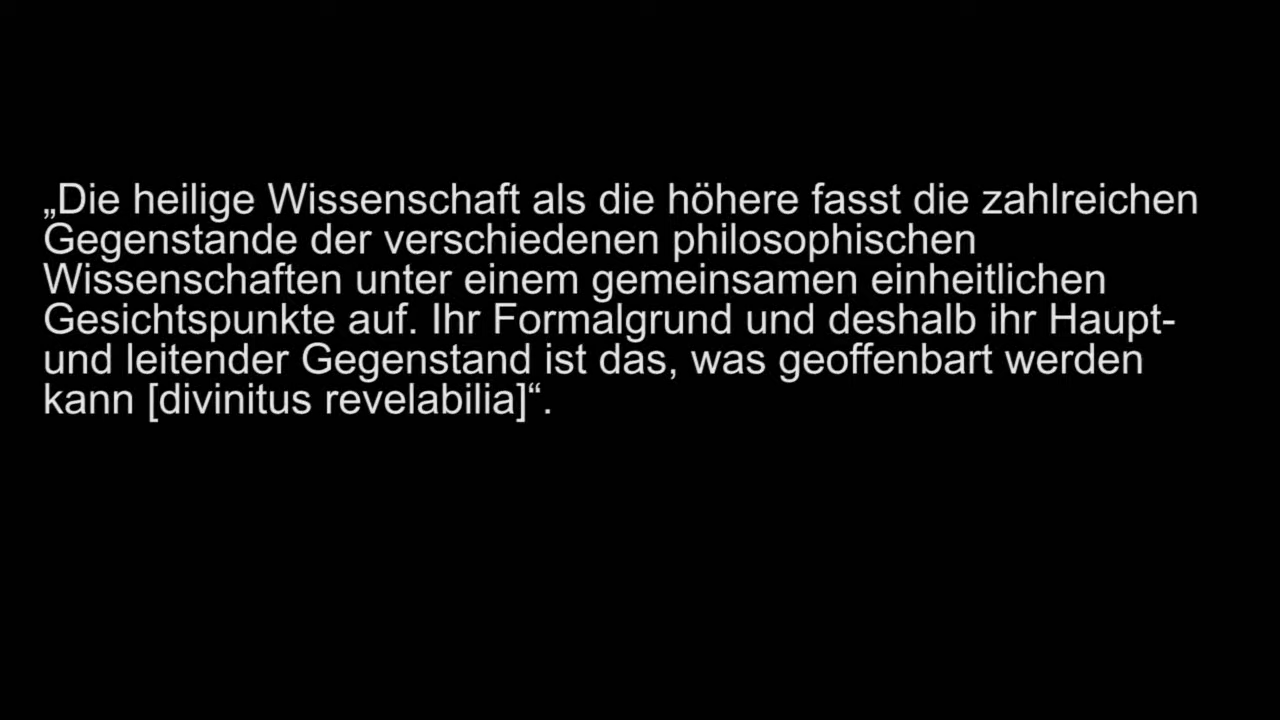 „Die heilige Wissenschaft als die höhere fasst die zahlreichen
Gegenstande der verschiedenen philosophischen
Wissenschaften unter einem gemeinsamen einheitlichen
Gesichtspunkte auf. Ihr Formalgrund und deshalb ihr Haupt-
und leitender Gegenstand ist das, was geoffenbart werden
kann [divinitus revelabilia]“.